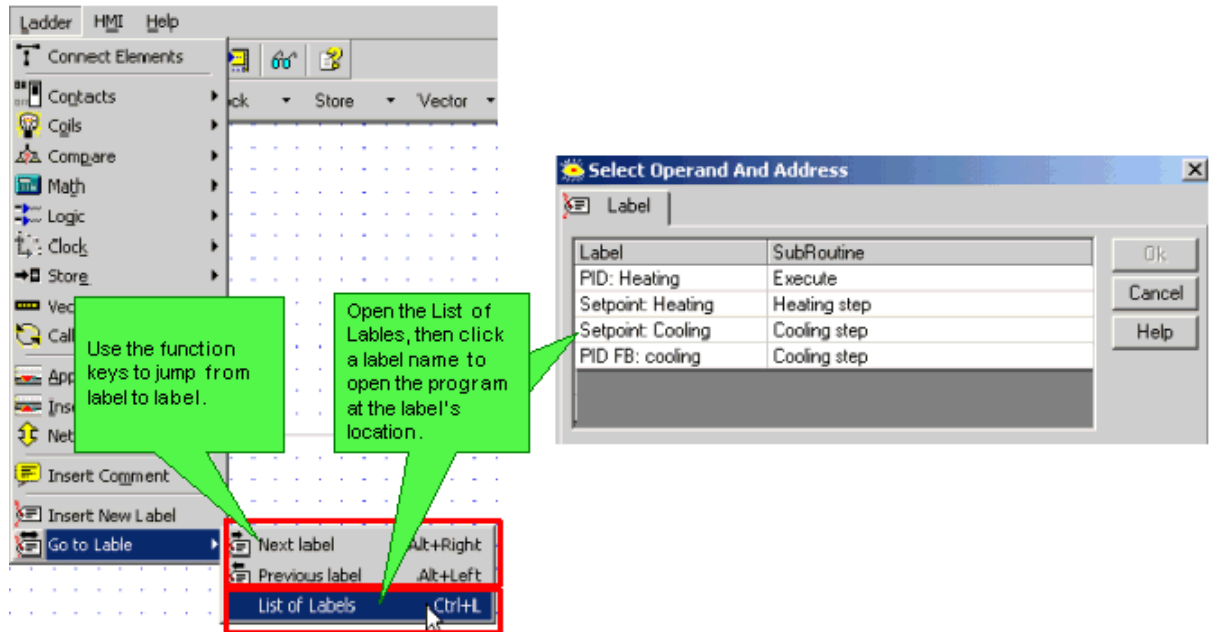 Ladder HMI Help
Connect Elements
Contacts
ck Store Vector
Coils
Compare
Math
Logic
Clock
Store
Use the function
keys to jump from
label to label.
Open the List of
Lables, then click
a label name to
open the program
at the label's
location.
Insert Comment
Insert New Label
Go to Lable
Next label Alt+Right
Previous label Alt+Left
List of Labels Ctrl+L
Select Operand And Address
Label
Label SubRoutine
PID: Heating Execute
Setpoint: Heating Heating step
Setpoint: Cooling Cooling step
PID FB: cooling Cooling step
Ok
Cancel
Help